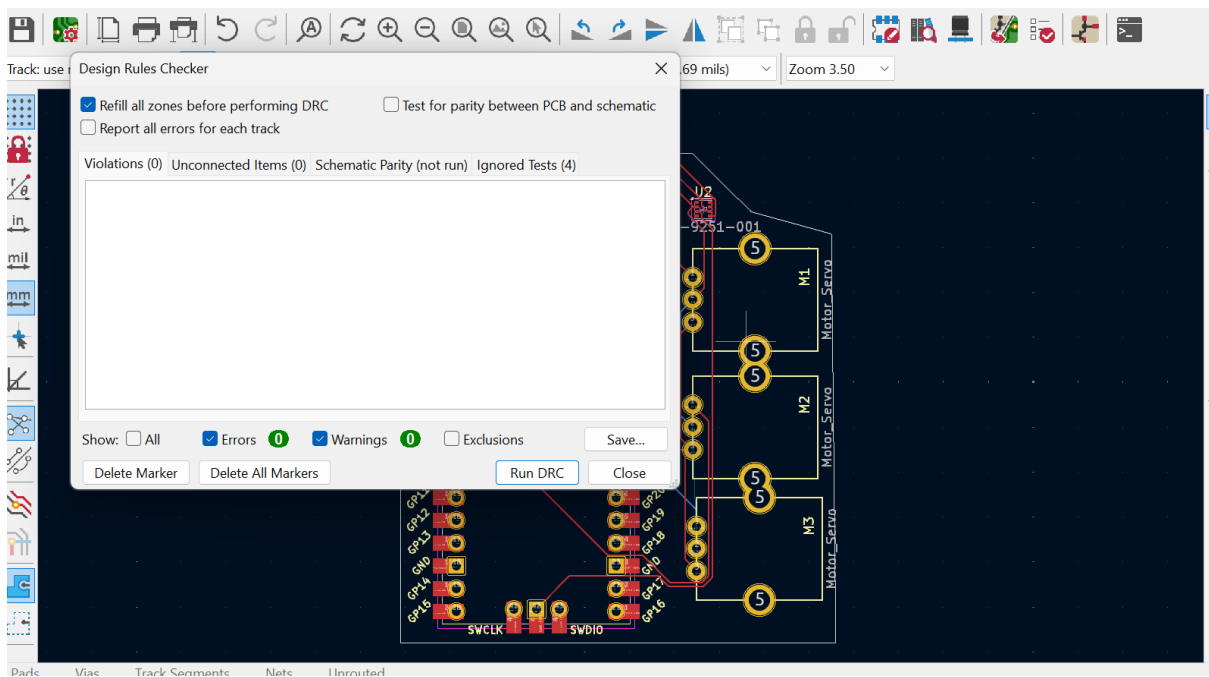 Track: use
.69 mils)
Zoom 3.50
Design Rules Checker
Refill all zones before performing DRC
Test for parity between PCB and schematic
Report all errors for each track
Violations (0)
Unconnected Items (0)
Schematic Parity (not run)
Ignored Tests (4)
Show:
All
Errors
0
Warnings
0
Exclusions
Save...
Delete Marker
Delete All Markers
Run DRC
Close
r/θ
in
mil
mm
U2
-9251-001
5
M1
Motor_Servo
5
5
M2
Motor_Servo
5
5
M3
Motor_Servo
5
GP12
GP13
GND
GP14
GP15
SWCLK
SWDIO
GP20
GP19
GP18
GND
GP17
GP16
Pads
Vias
Track Segments
Nets
Unrouted